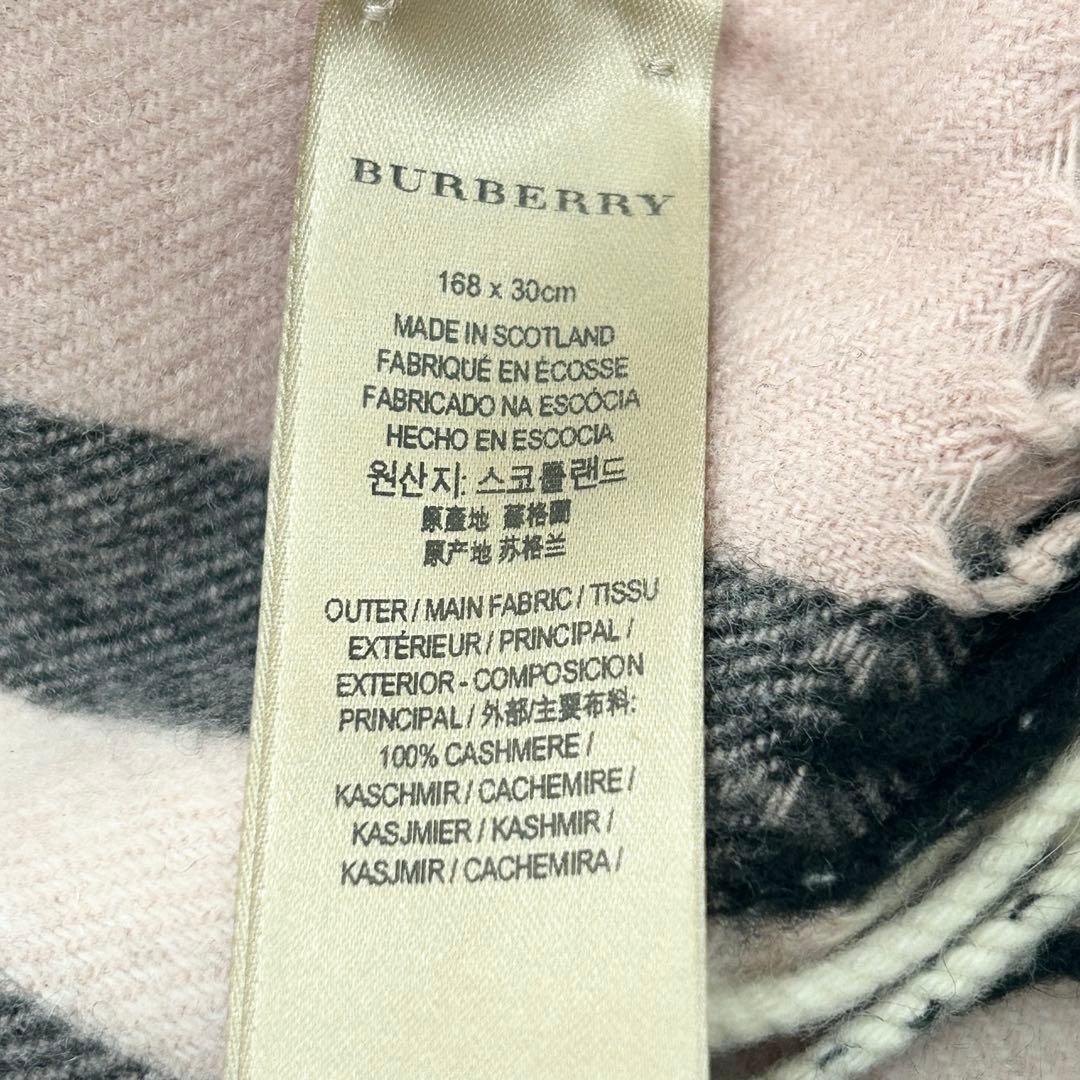 BURBERRY
168 x 30cm
MADE IN SCOTLAND
FABRIQUÉ EN ÉCOSSE
FABRICADO NA ESCÓCIA
HECHO EN ESCOCIA
원산지: 스코틀랜드
原產地 蘇格蘭
原产地 苏格兰
OUTER / MAIN FABRIC / TISSU
EXTÉRIEUR / PRINCIPAL /
EXTERIOR - COMPOSICION
PRINCIPAL / 外部/主要布料:
100% CASHMERE /
KASCHMIR / CACHEMIRE /
KASJMIER / KASHMIR /
KASJMIR / CACHEMIRA /